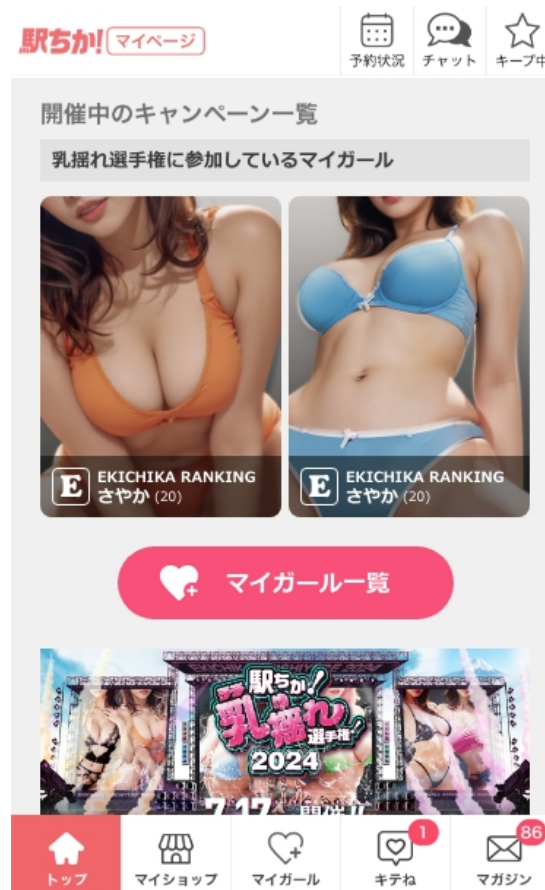 駅ちか! マイページ
予約状況 チャット キープ中
開催中のキャンペーン一覧
乳揺れ選手権に参加しているマイガール
E EKICHIKA RANKING
さやか (20)
E EKICHIKA RANKING
さやか (20)
マイガール一覧
駅ちか!
乳揺れ
選手権!
2024
7.17 開催!!
1
86
トップ マイショップ マイガール キテね マガジン